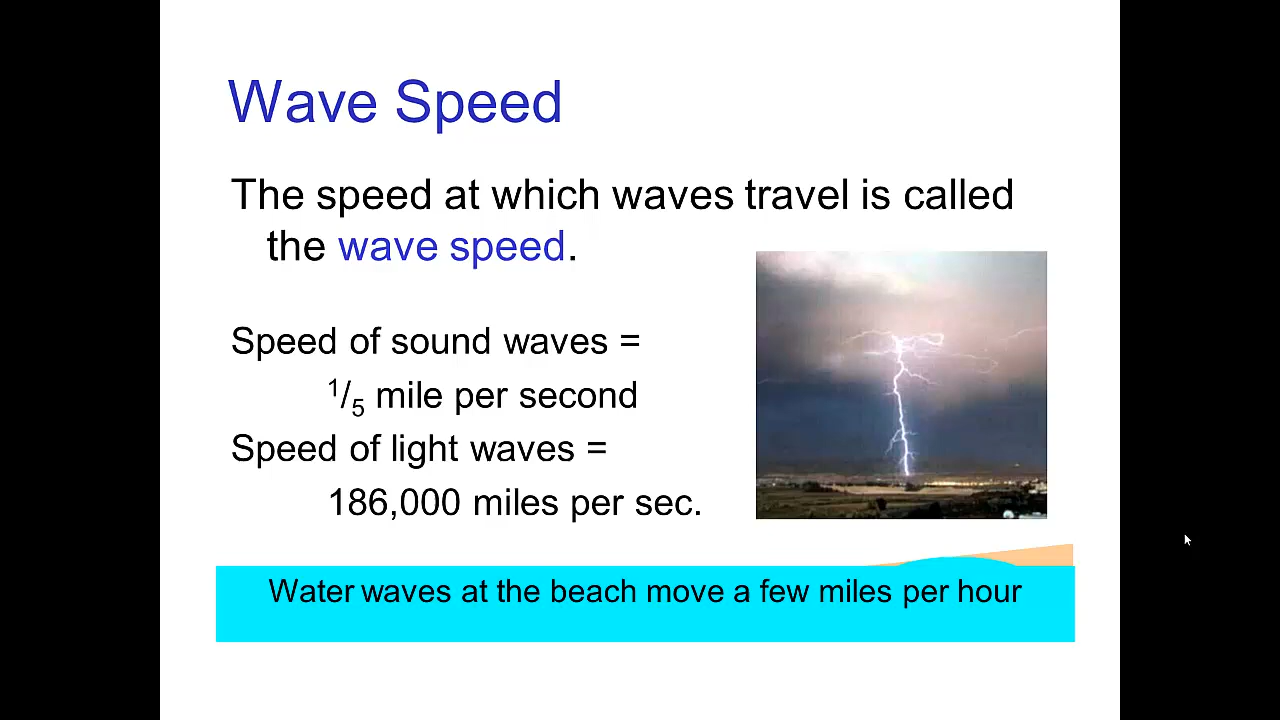 Wave Speed
The speed at which waves travel is called
the wave speed.
Speed of sound waves =
1/5 mile per second
Speed of light waves =
186,000 miles per sec.
Water waves at the beach move a few miles per hour